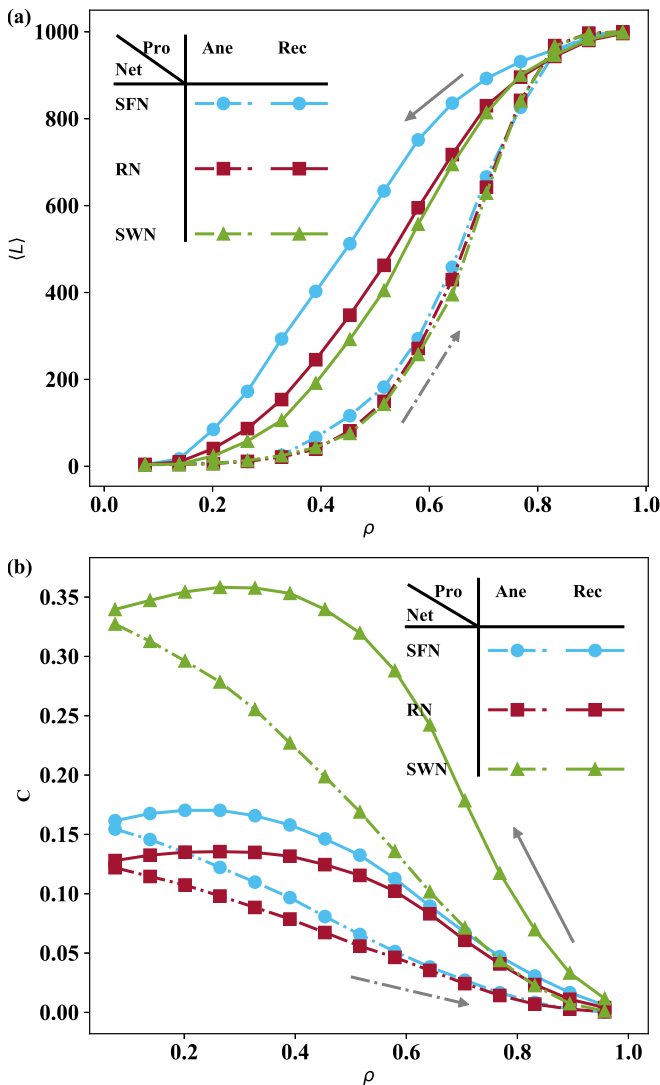 (a)
1000
800
600
400
200
0
⟨L⟩
Pro Ane Rec
Net
SFN
RN
SWN
0.0 0.2 0.4 0.6 0.8 1.0
ρ
(b)
0.35
0.30
0.25
0.20
0.15
0.10
0.05
0.00
C
Pro Ane Rec
Net
SFN
RN
SWN
0.2 0.4 0.6 0.8 1.0
ρ